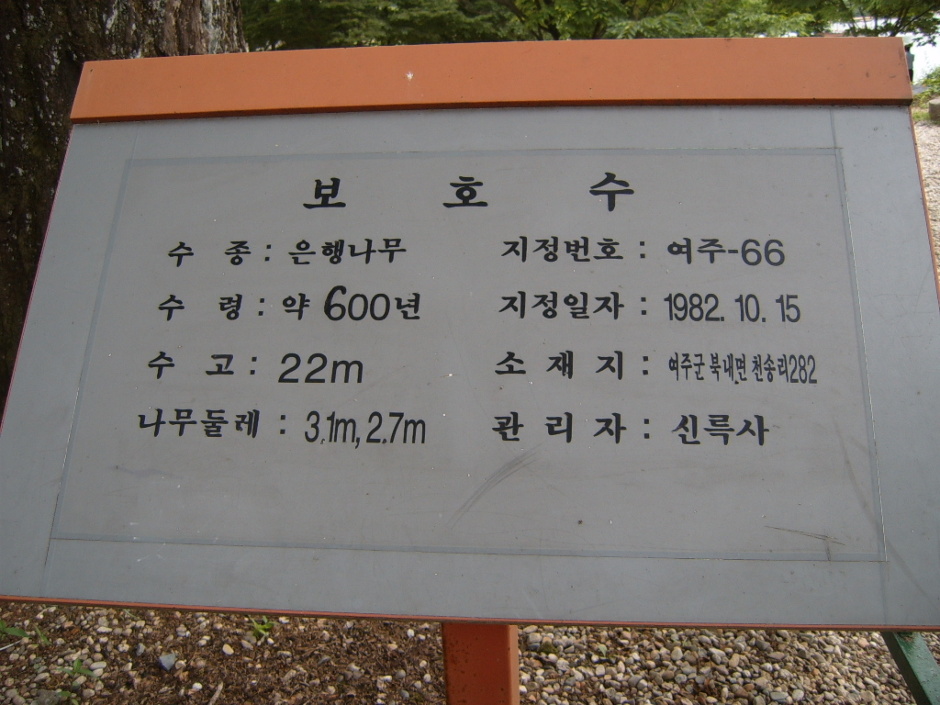 보 호 수
수 종 : 은행나무 지정번호 : 여주-66
수 령 : 약 600년 지정일자 : 1982. 10. 15
수 고 : 22m 소 재 지 : 여주군 북내면 천송리282
나무둘레 : 3.1m, 2.7m 관 리 자 : 신륵사